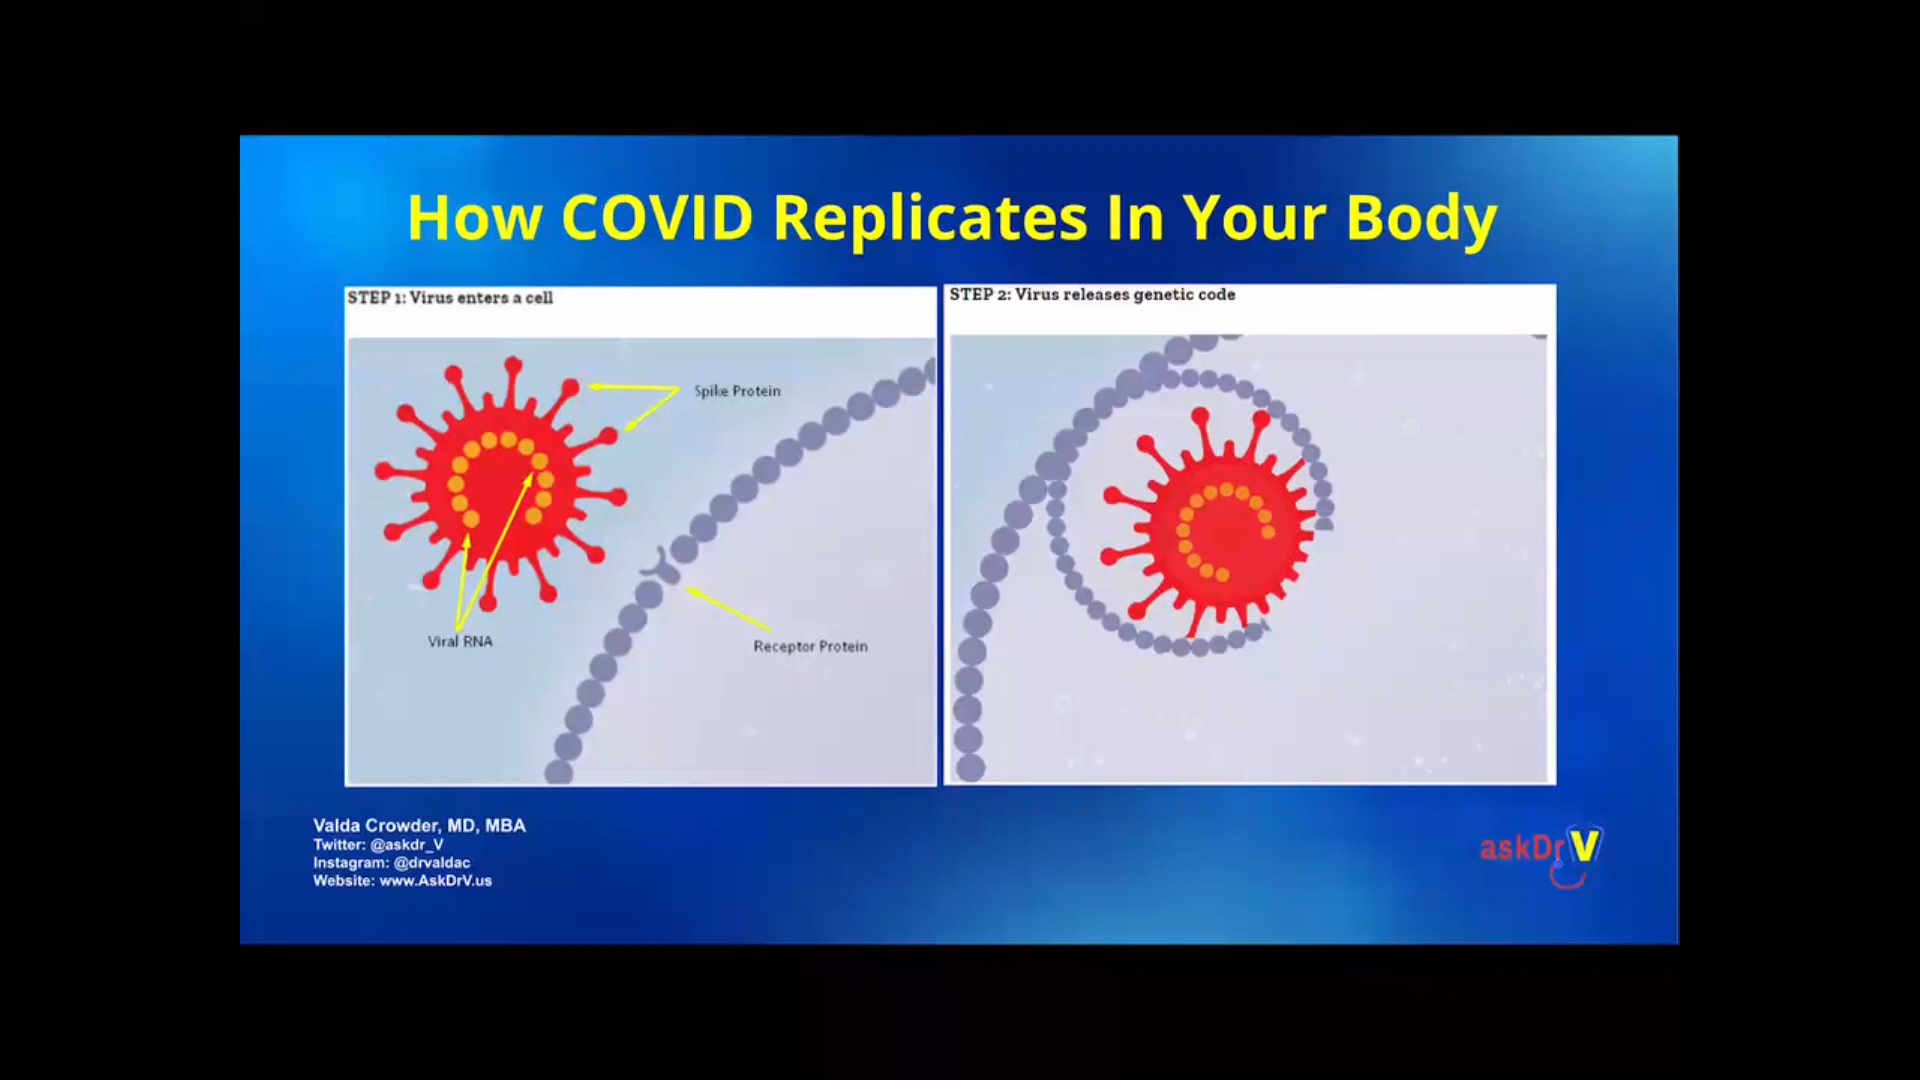 How COVID Replicates In Your Body
STEP 1: Virus enters a cell
Spike Protein
Viral RNA
Receptor Protein
STEP 2: Virus releases genetic code
Valda Crowder, MD, MBA
Twitter: @askdr_V
Instagram: @drvaldac
Website: www.AskDrV.us
askDrV